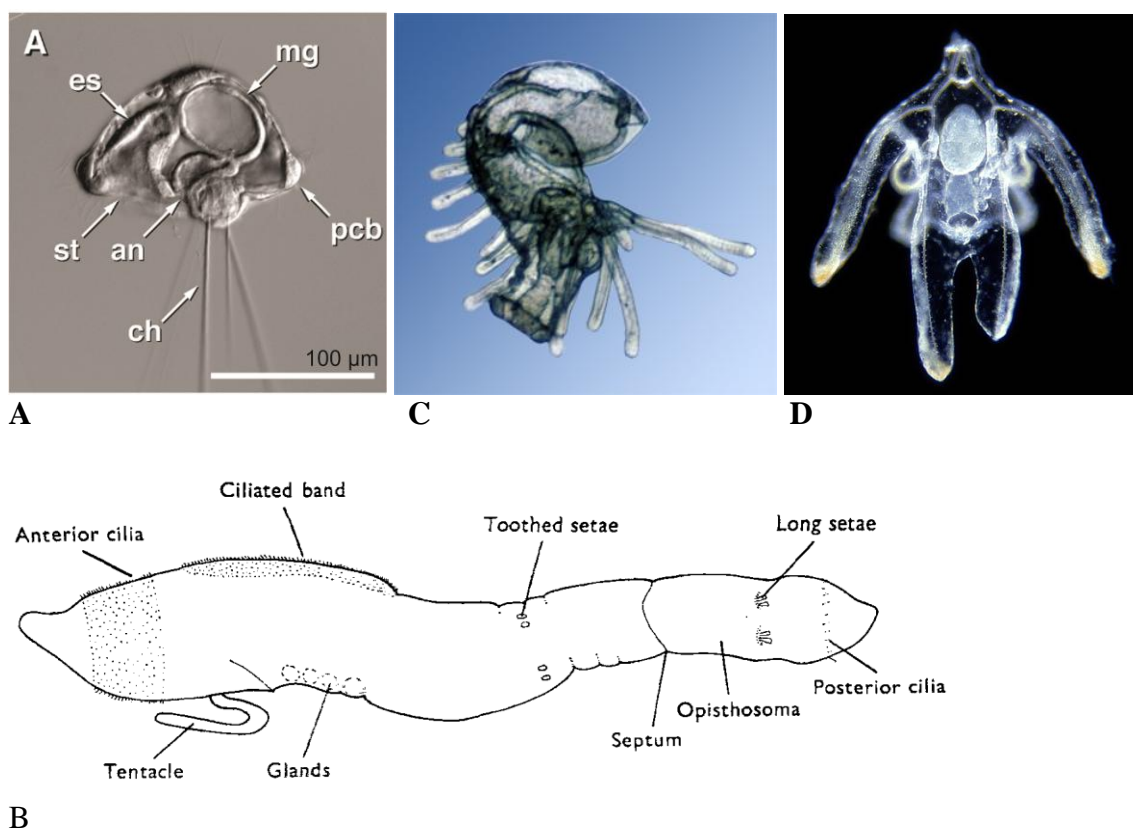 A
es
mg
st
an
pcb
ch
100 µm
A
C
D
Ciliated band
Anterior cilia
Toothed setae
Long setae
Posterior cilia
Opisthosoma
Septum
Tentacle
Glands
B